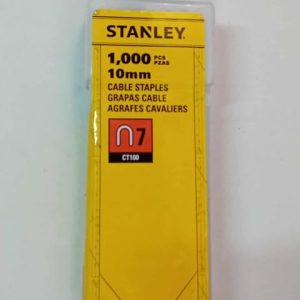 STANLEY
1,000 PCS PZAS
10mm
CABLE STAPLES
GRAPAS CABLE
AGRAFES CAVALIERS
7
CT100